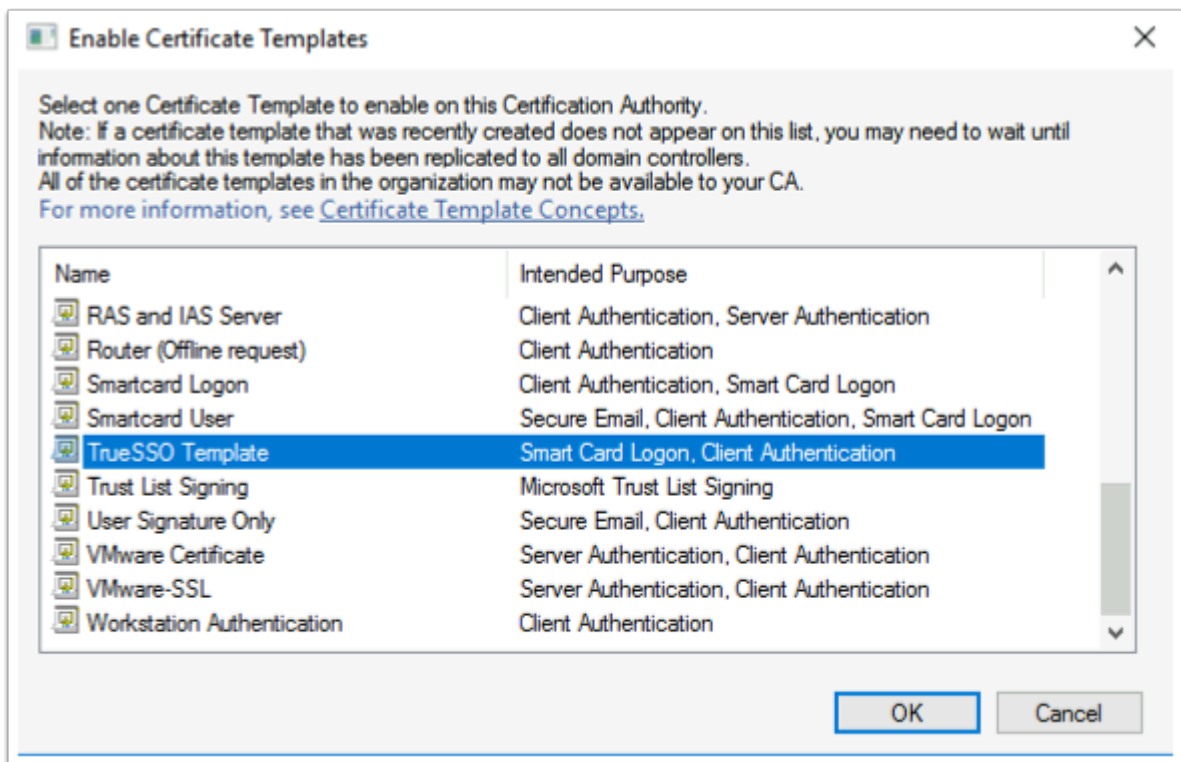 Enable Certificate Templates
Select one Certificate Template to enable on this Certification Authority.
Note: If a certificate template that was recently created does not appear on this list, you may need to wait until
information about this template has been replicated to all domain controllers.
All of the certificate templates in the organization may not be available to your CA.
For more information, see Certificate Template Concepts.
Name Intended Purpose
RAS and IAS Server Client Authentication, Server Authentication
Router (Offline request) Client Authentication
Smartcard Logon Client Authentication, Smart Card Logon
Smartcard User Secure Email, Client Authentication, Smart Card Logon
TrueSSO Template Smart Card Logon, Client Authentication
Trust List Signing Microsoft Trust List Signing
User Signature Only Secure Email, Client Authentication
VMware Certificate Server Authentication, Client Authentication
VMware-SSL Server Authentication, Client Authentication
Workstation Authentication Client Authentication
OK Cancel